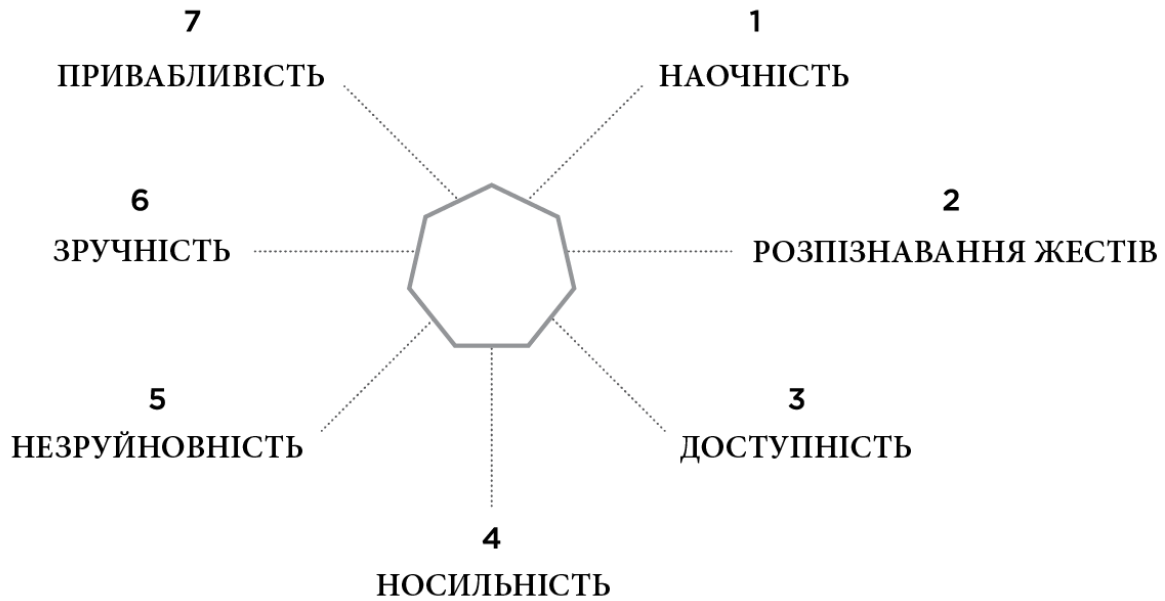 7
ПРИВАБЛИВІСТЬ
1
НАОЧНІСТЬ
6
ЗРУЧНІСТЬ
2
РОЗПІЗНАВАННЯ ЖЕСТІВ
5
НЕЗРУЙНОВНІСТЬ
3
ДОСТУПНІСТЬ
4
НОСИЛЬНІСТЬ